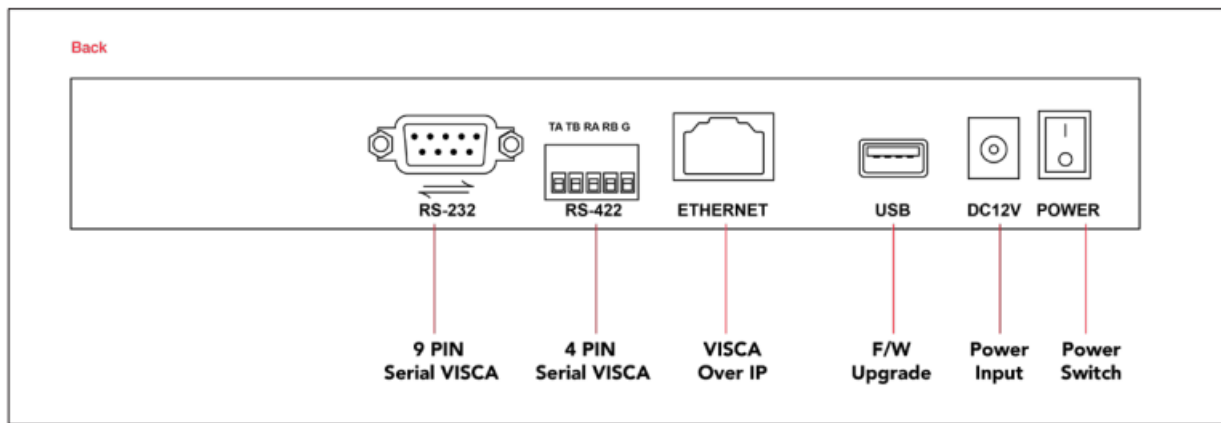 Back
TA TB RA RB G
RS-232
RS-422
ETHERNET
USB
DC12V
POWER
9 PIN
Serial VISCA
4 PIN
Serial VISCA
VISCA
Over IP
F/W
Upgrade
Power
Input
Power
Switch